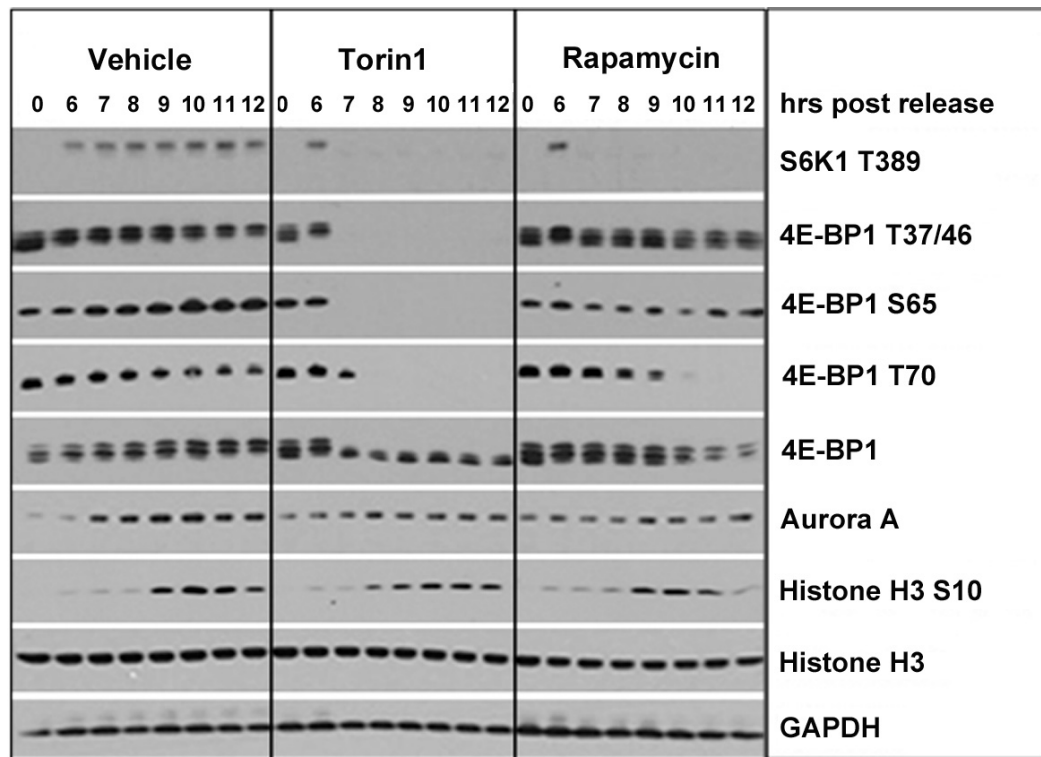 Vehicle Torin1 Rapamycin
0 6 7 8 9 10 11 12 0 6 7 8 9 10 11 12 0 6 7 8 9 10 11 12 hrs post release
S6K1 T389
4E-BP1 T37/46
4E-BP1 S65
4E-BP1 T70
4E-BP1
Aurora A
Histone H3 S10
Histone H3
GAPDH